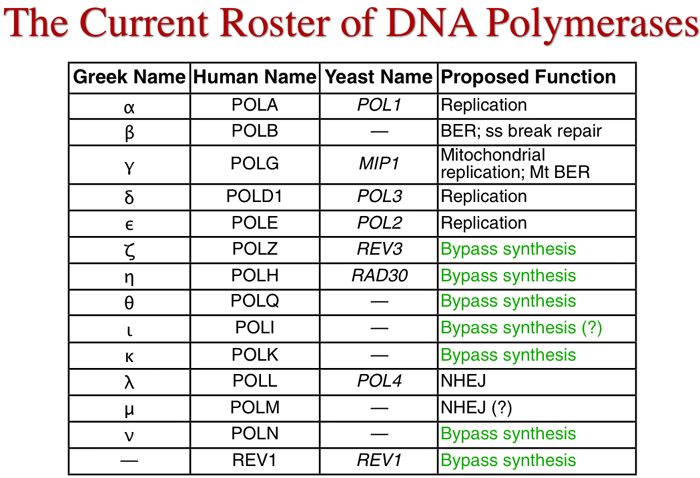 The Current Roster of DNA Polymerases
Greek Name Human Name Yeast Name Proposed Function
α POLA POL1 Replication
β POLB — BER; ss break repair
γ POLG MIP1 Mitochondrial
replication; Mt BER
δ POLD1 POL3 Replication
ϵ POLE POL2 Replication
ζ POLZ REV3 Bypass synthesis
η POLH RAD30 Bypass synthesis
θ POLQ — Bypass synthesis
ι POLI — Bypass synthesis (?)
κ POLK — Bypass synthesis
λ POLL POL4 NHEJ
μ POLM — NHEJ (?)
ν POLN — Bypass synthesis
— REV1 REV1 Bypass synthesis